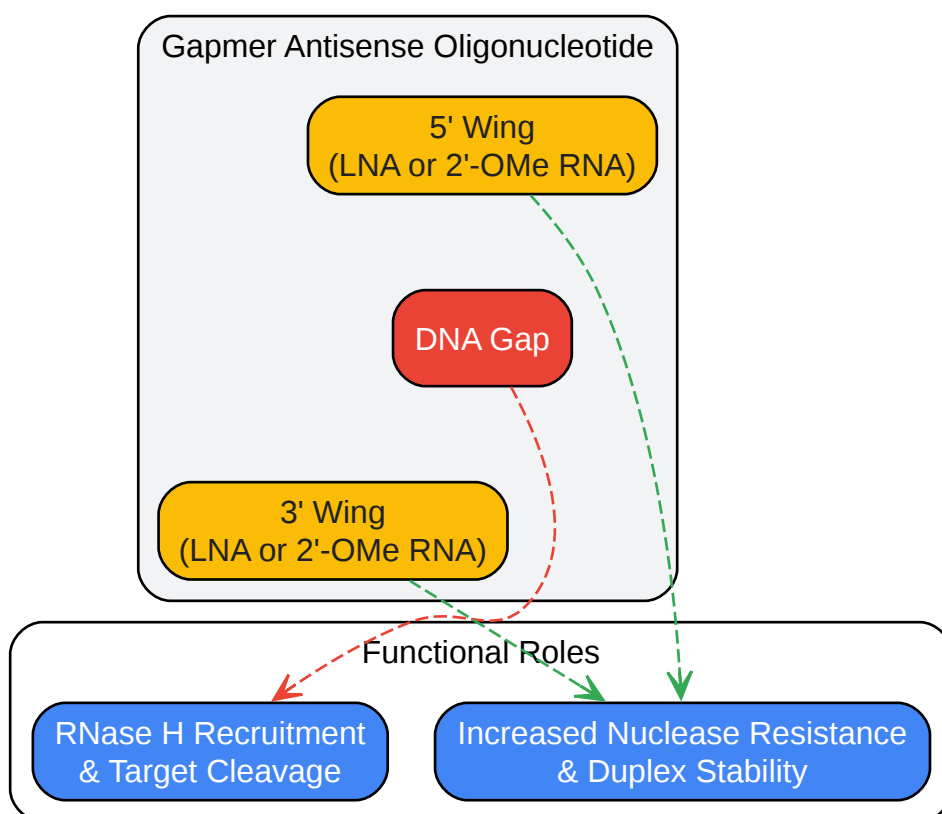 Gapmer Antisense Oligonucleotide
5' Wing
(LNA or 2'-OMe RNA)
DNA Gap
3' Wing
(LNA or 2'-OMe RNA)
Functional Roles
RNase H Recruitment
& Target Cleavage
Increased Nuclease Resistance
& Duplex Stability